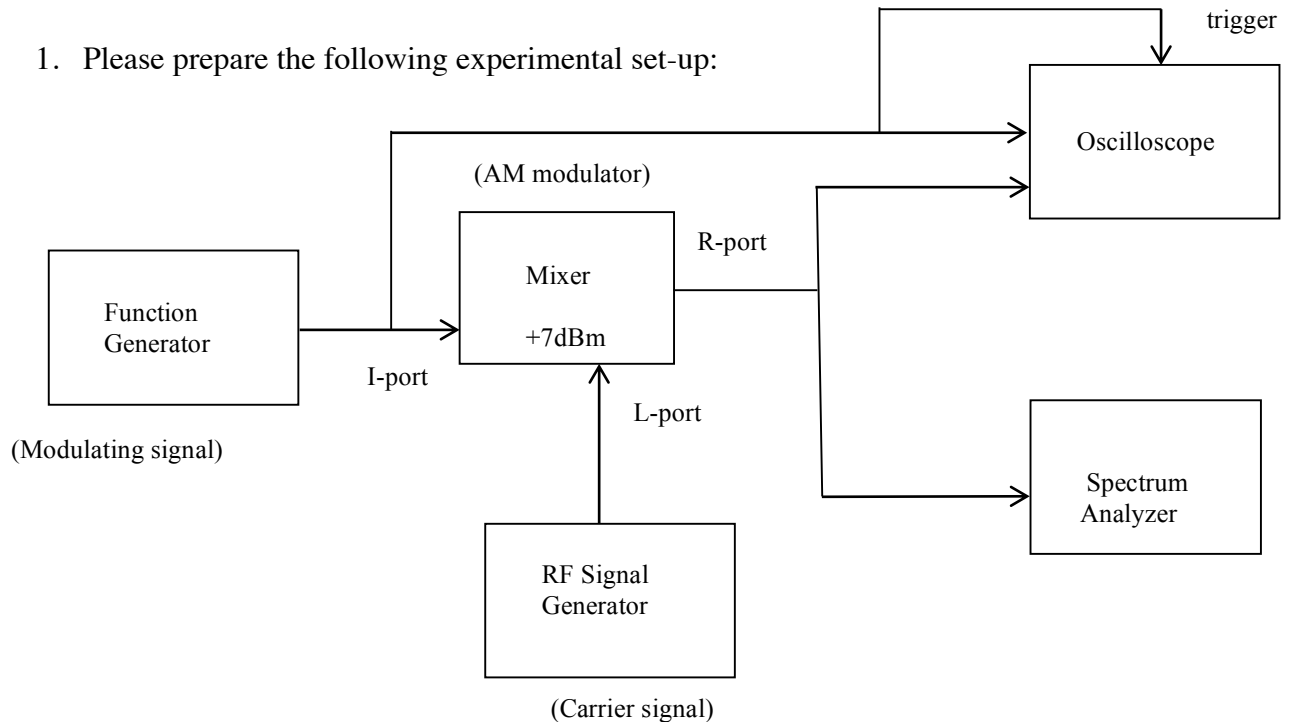 trigger
1. Please prepare the following experimental set-up:
Oscilloscope
(AM modulator)
R-port
Mixer
+7dBm
Function
Generator
I-port
L-port
(Modulating signal)
Spectrum
Analyzer
RF Signal
Generator
(Carrier signal)